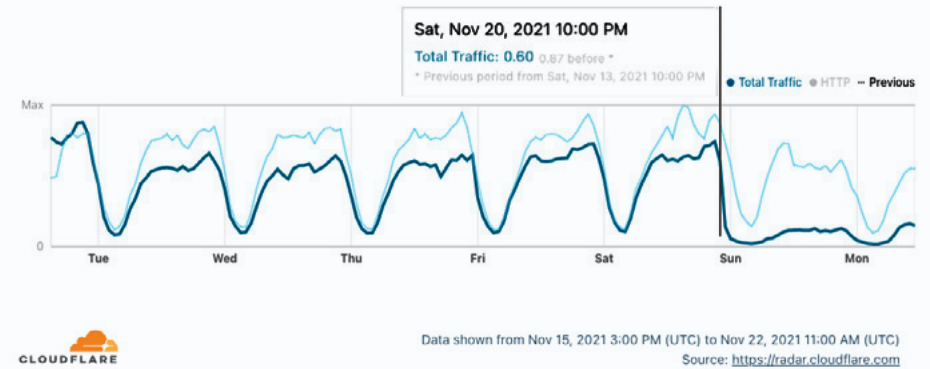 Sat, Nov 20, 2021 10:00 PM
Total Traffic: 0.60 0.87 before *
* Previous period from Sat, Nov 13, 2021 10:00 PM
Total Traffic HTTP -- Previous
Max
0
Tue Wed Thu Fri Sat Sun Mon
CLOUDFLARE
Data shown from Nov 15, 2021 3:00 PM (UTC) to Nov 22, 2021 11:00 AM (UTC)
Source: https://radar.cloudflare.com